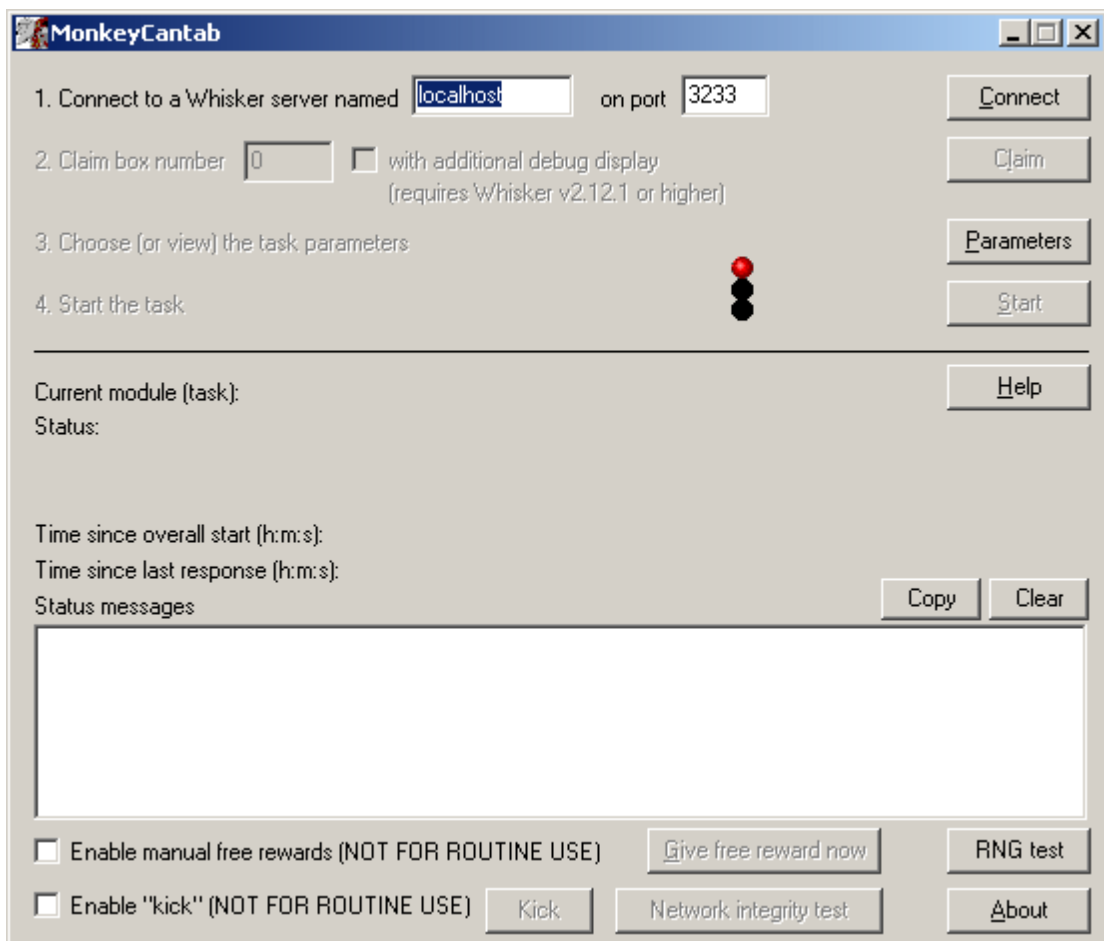 MonkeyCantab
1. Connect to a Whisker server named localhost on port 3233 Connect
2. Claim box number 0 with additional debug display Claim
(requires Whisker v2.12.1 or higher)
3. Choose (or view) the task parameters Parameters
4. Start the task Start
Current module (task): Help
Status:
Time since overall start (h:m:s):
Time since last response (h:m:s):
Status messages Copy Clear
Enable manual free rewards (NOT FOR ROUTINE USE) Give free reward now RNG test
Enable "kick" (NOT FOR ROUTINE USE) Kick Network integrity test About